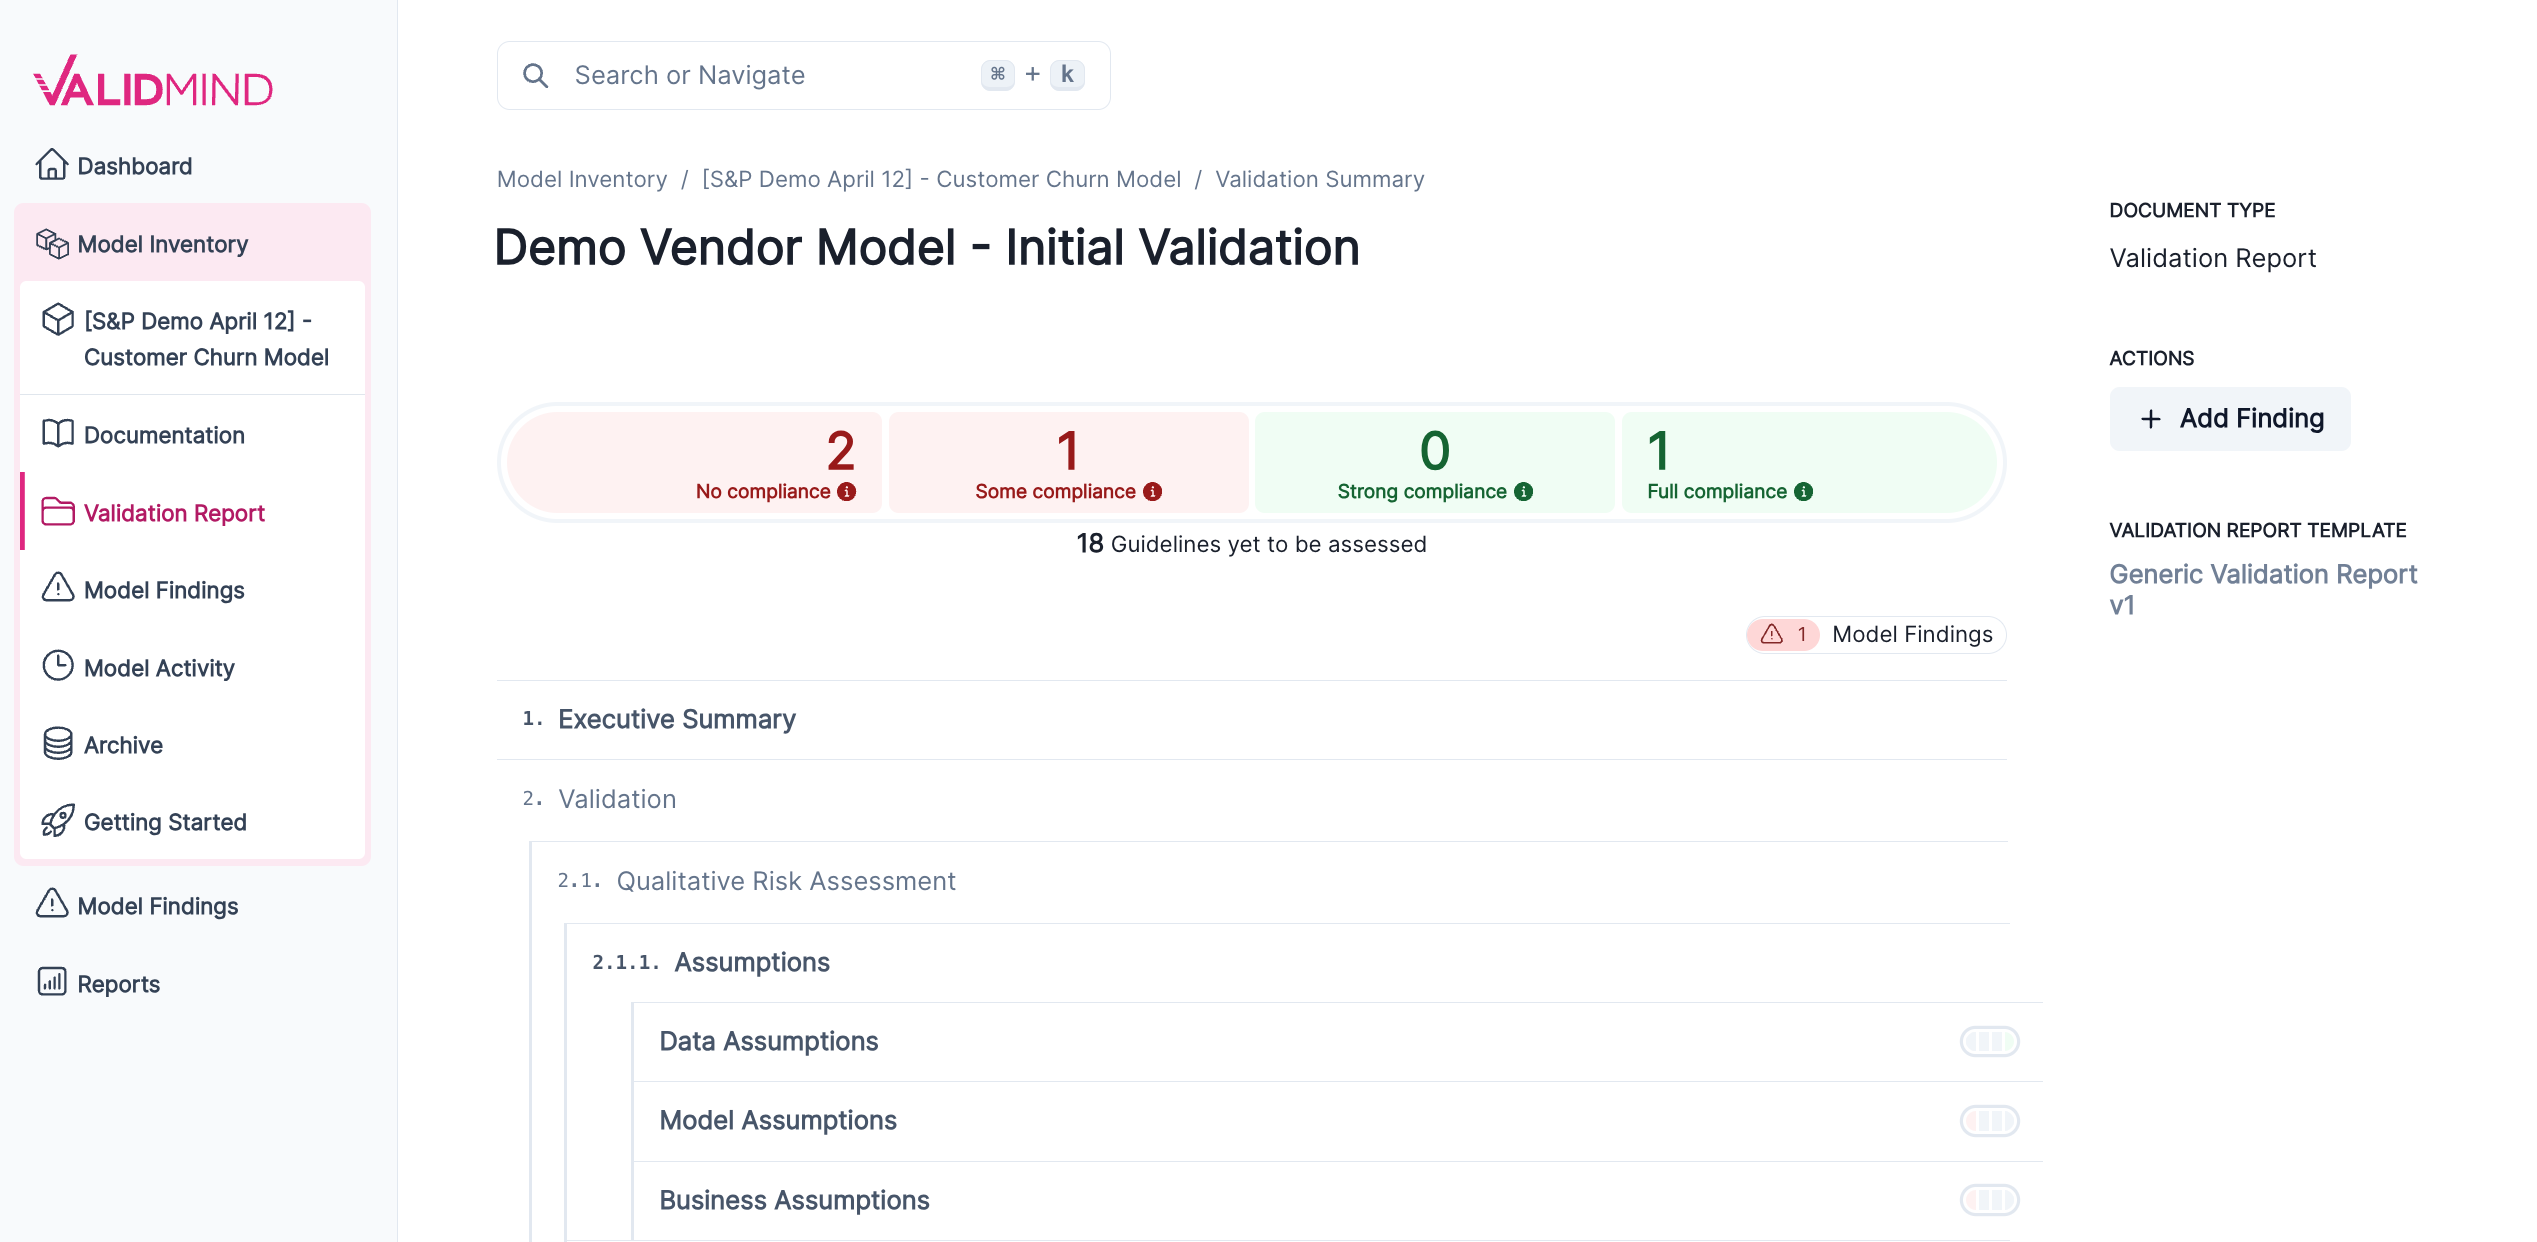 VALIDMIND
Dashboard
Model Inventory
[S&P Demo April 12] -
Customer Churn Model
Documentation
Validation Report
Model Findings
Model Activity
Archive
Getting Started
Model Findings
Reports
Search or Navigate ⌘ + k
Model Inventory / [S&P Demo April 12] - Customer Churn Model / Validation Summary
Demo Vendor Model - Initial Validation
2 1 0 1
No compliance Some compliance Strong compliance Full compliance
18 Guidelines yet to be assessed
1 Model Findings
1. Executive Summary
2. Validation
2.1. Qualitative Risk Assessment
2.1.1. Assumptions
Data Assumptions
Model Assumptions
Business Assumptions
DOCUMENT TYPE
Validation Report
ACTIONS
+ Add Finding
VALIDATION REPORT TEMPLATE
Generic Validation Report
v1